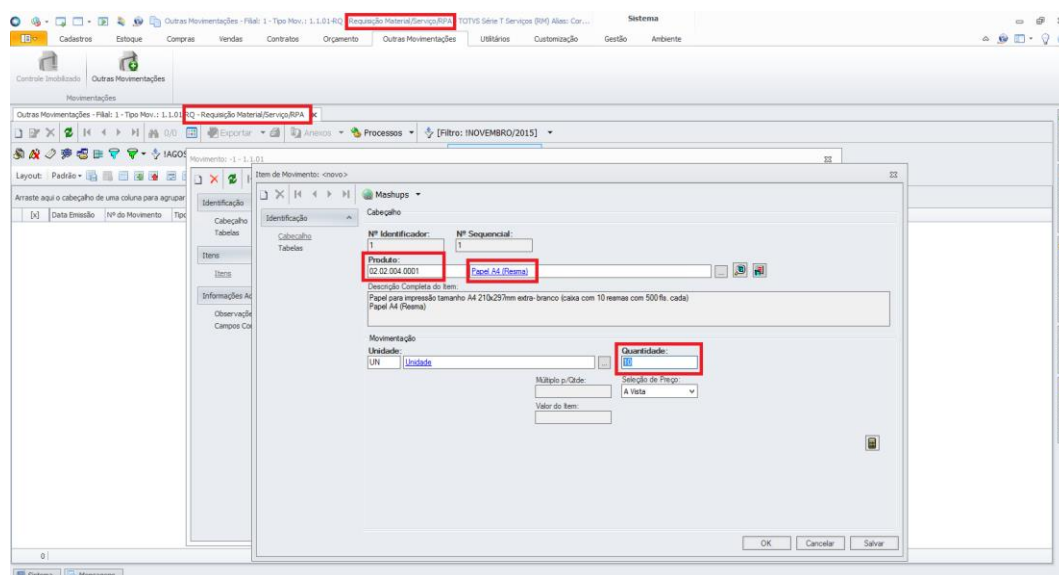 Outras Movimentações - Filial: 1 - Tipo Mov.: 1.1.01-RQ - Requisição Material/Serviço/RPA TOTVS Série T Serviços (RM) Alias: Cor... Sistema
Cadastros Estoque Compras Vendas Contratos Orçamento Outras Movimentações Utilitários Customização Gestão Ambiente
Controle Imobilizado Outras Movimentações
Movimentações
Outras Movimentações - Filial: 1 - Tipo Mov.: 1.1.01 RQ - Requisição Material/Serviço/RPA
0/0 Exportar Anexos Processos [Filtro: !NOVEMBRO/2015]
!AGOS Movimento: -1 - 1.1.01
Layout: Padrão Item de Movimento: <novo>
Mashups
Arraste aqui o cabeçalho de uma coluna para agrupar
[x] Data Emissão Nº do Movimento Tipo
Identificação
Cabeçalho
Tabelas
Itens
Itens
Informações Ad
Observaçõe
Campos Co
Identificação
Cabeçalho
Tabelas
Cabeçalho
Nº Identificador: Nº Sequencial:
1 1
Produto:
02.02.004.0001 Papel A4 (Resma) ...
Descrição Completa do Item:
Papel para impressão tamanho A4 210x297mm extra- branco (caixa com 10 resmas com 500 fls. cada)
Papel A4 (Resma)
Movimentação
Unidade: Quantidade:
UN Unidade ... 10
Múltiplo p/Qtde: Seleção de Preço:
A Vista
Valor do Item:
OK Cancelar Salvar
0